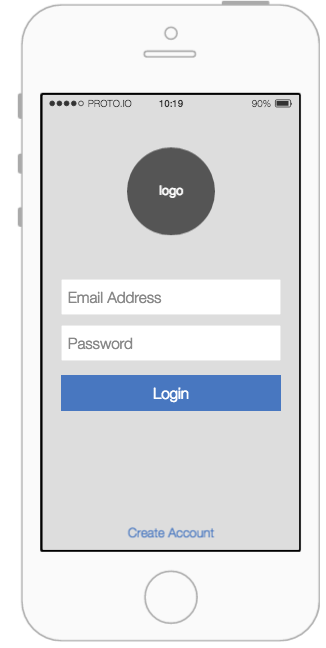 PROTO.IO 10:19 90%
logo
Email Address
Password
Login
Create Account